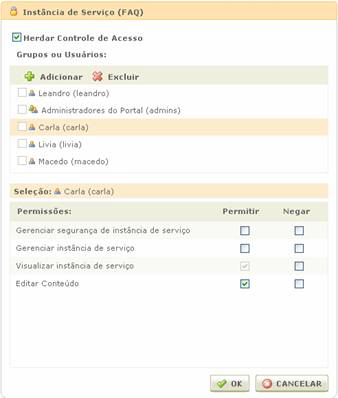 Instância de Serviço (FAQ)
Herdar Controle de Acesso
Grupos ou Usuários:
Adicionar Excluir
Leandro (leandro)
Administradores do Portal (admins)
Carla (carla)
Livia (livia)
Macedo (macedo)
Seleção: Carla (carla)
Permissões: Permitir Negar
Gerenciar segurança de instância de serviço
Gerenciar instância de serviço
Visualizar instância de serviço
Editar Conteúdo
OK CANCELAR